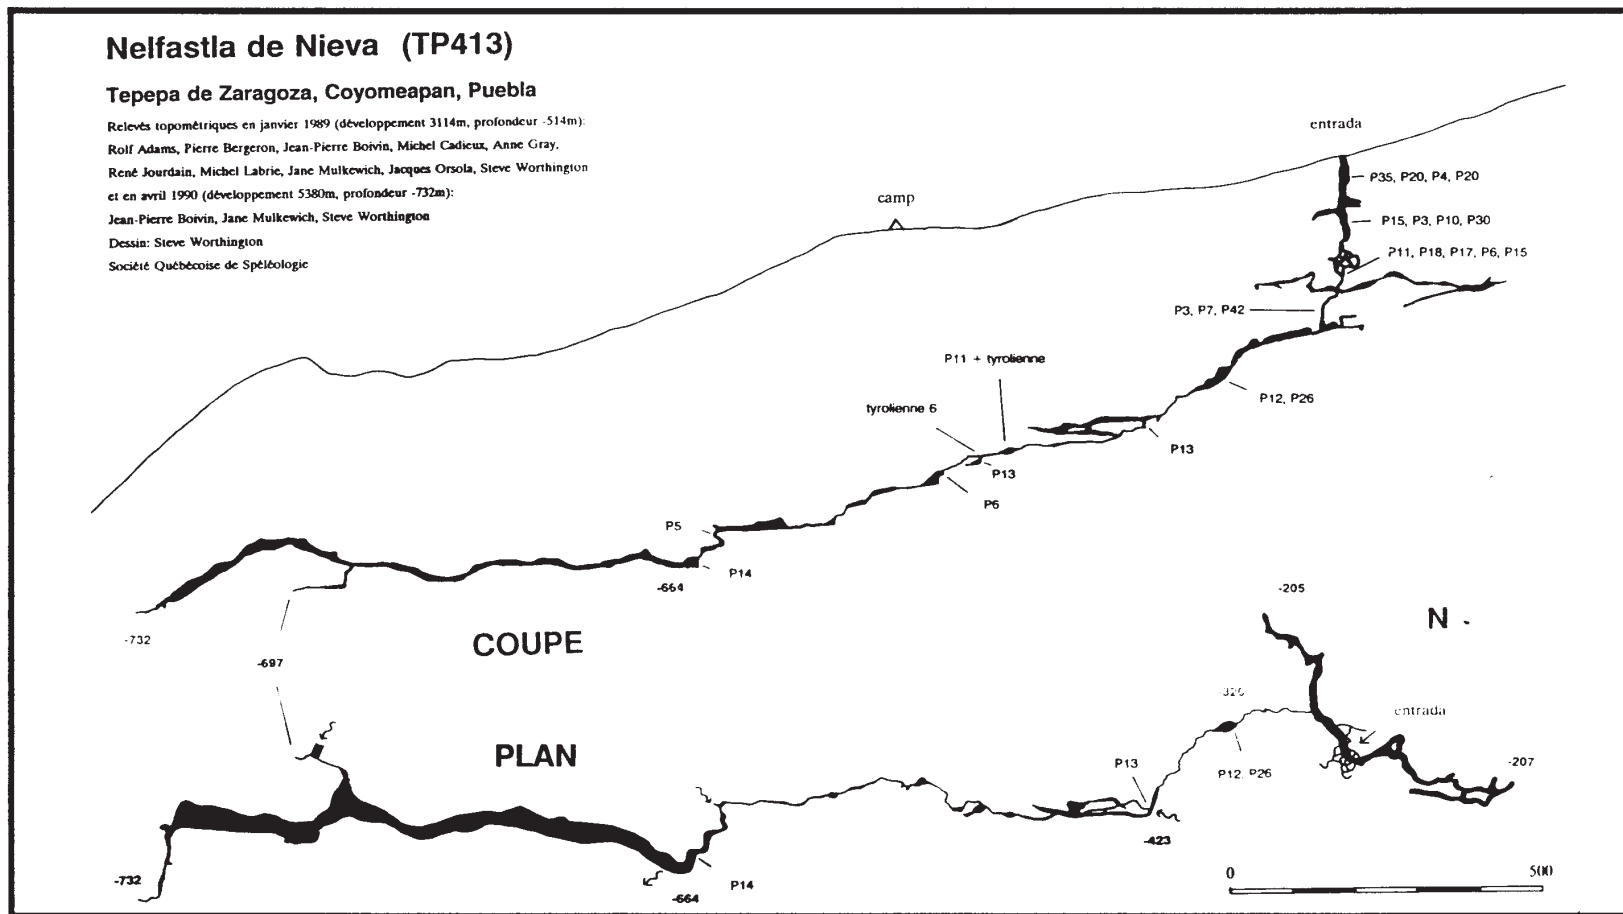 Nelfastla de Nieva (TP413)
Tepepa de Zaragoza, Coyomeapan, Puebla
Relevés topométriques en janvier 1989 (développement 3114m, profondeur -514m):
Rolf Adams, Pierre Bergeron, Jean-Pierre Boivin, Michel Cadieux, Anne Gray,
René Jourdain, Michel Labrie, Jane Mulkewich, Jacques Orsola, Steve Worthington
et en avril 1990 (développement 5380m, profondeur -732m):
Jean-Pierre Boivin, Jane Mulkewich, Steve Worthington
Dessin: Steve Worthington
Société Québécoise de Spéléologie
entrada
P35, P20, P4, P20
camp
P15, P3, P10, P30
P11, P18, P17, P6, P15
P3, P7, P42
P11 + tyrolienne
P12, P26
tyrolienne 6
P13
P13
P6
P5
P14
-664
-732
-697
COUPE
-205
N
-326
entrada
PLAN
P13
P12, P26
-207
-423
-732
P14
-664
0 500